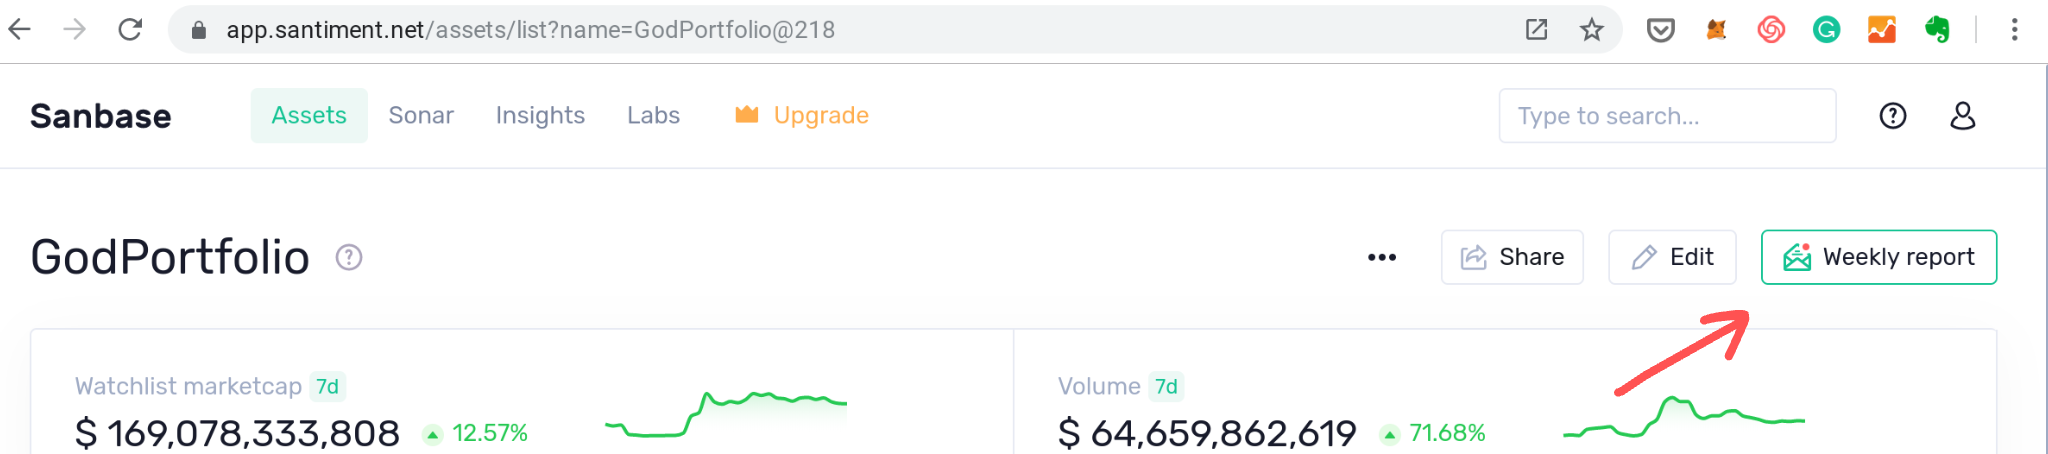 app.santiment.net/assets/list?name=GodPortfolio@218
Sanbase Assets Sonar Insights Labs Upgrade Type to search...
GodPortfolio Share Edit Weekly report
Watchlist marketcap 7d
$ 169,078,333,808 12.57%
Volume 7d
$ 64,659,862,619 71.68%